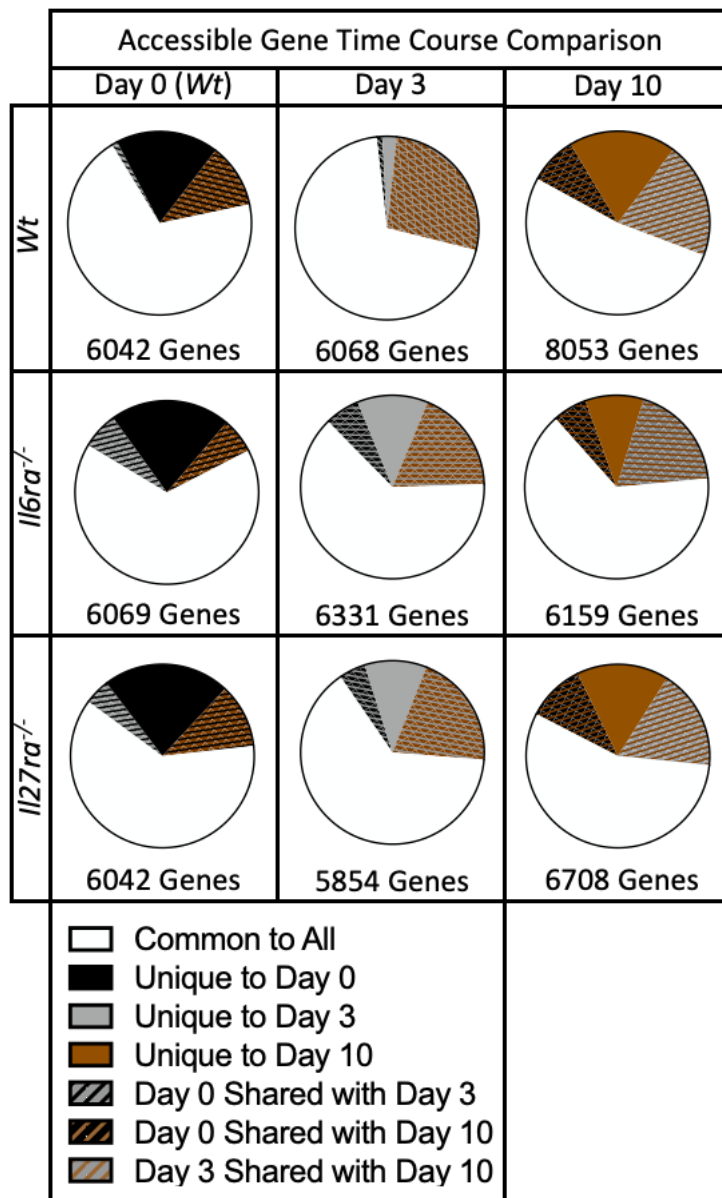 Accessible Gene Time Course Comparison
Day 0 (Wt) Day 3 Day 10
Wt
6042 Genes 6068 Genes 8053 Genes
Il6ra-/-
6069 Genes 6331 Genes 6159 Genes
Il27ra-/-
6042 Genes 5854 Genes 6708 Genes
Common to All
Unique to Day 0
Unique to Day 3
Unique to Day 10
Day 0 Shared with Day 3
Day 0 Shared with Day 10
Day 3 Shared with Day 10